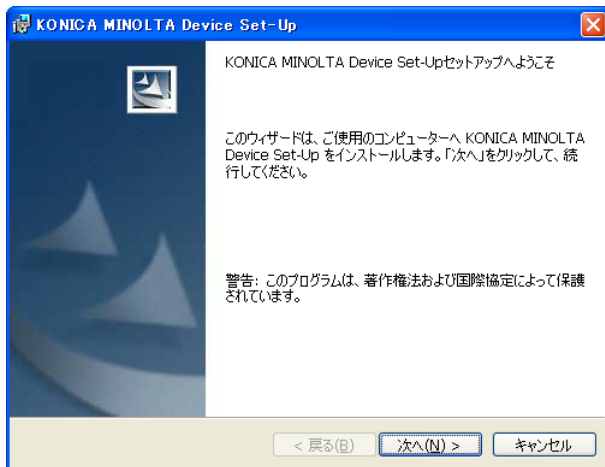 KONICA MINOLTA Device Set-Up
KONICA MINOLTA Device Set-Upセットアップへようこそ
このウィザードは、ご使用のコンピューターへ KONICA MINOLTA
Device Set-Up をインストールします。「次へ」をクリックして、続
行してください。
警告: このプログラムは、著作権法および国際協定によって保護
されています。
< 戻る(B)
次へ(N) >
キャンセル